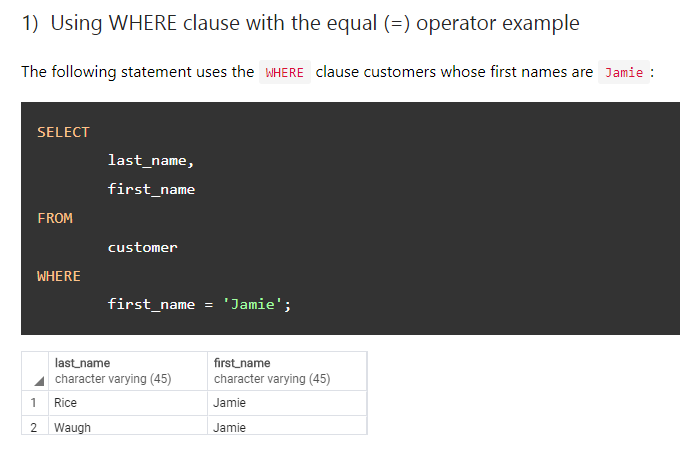 1) Using WHERE clause with the equal (=) operator example
The following statement uses the WHERE clause customers whose first names are Jamie :
SELECT
last_name,
first_name
FROM
customer
WHERE
first_name = 'Jamie';
last_name first_name
character varying (45) character varying (45)
1 Rice Jamie
2 Waugh Jamie